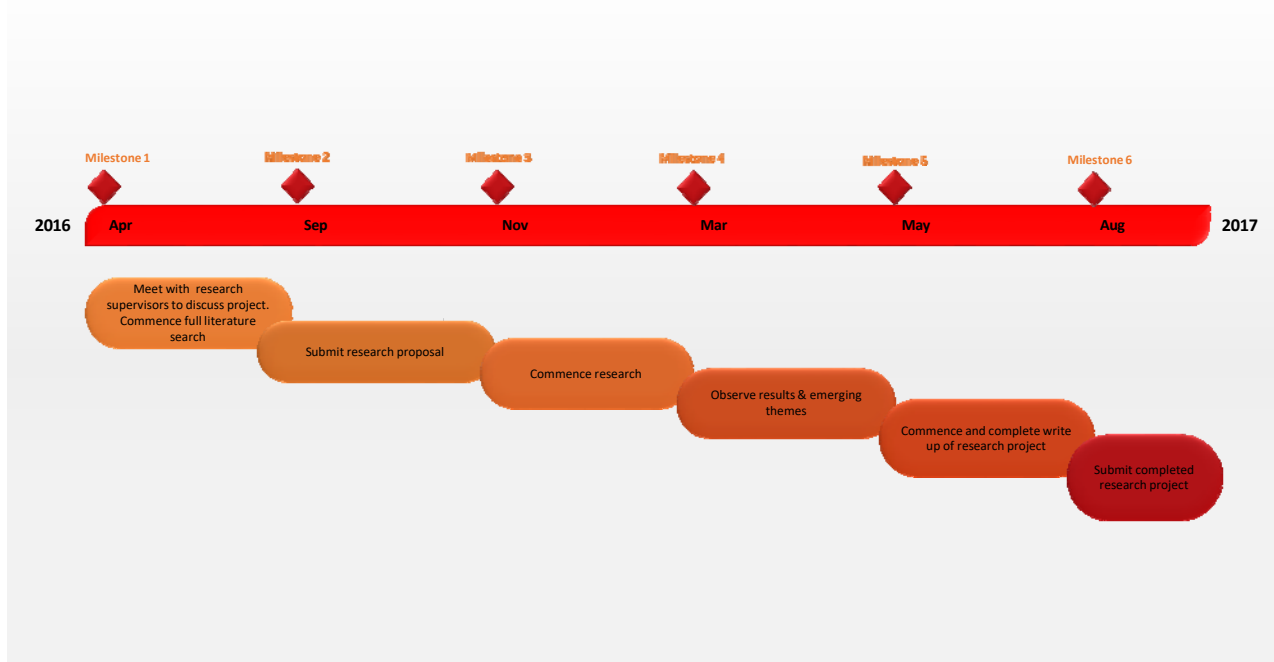 Milestone 1
Milestone 2
Milestone 3
Milestone 4
Milestone 5
Milestone 6
2016
Apr
Sep
Nov
Mar
May
Aug
2017
Meet with research
supervisors to discuss project.
Commence full literature
search
Submit research proposal
Commence research
Observe results & emerging
themes
Commence and complete write
up of research project
Submit completed
research project